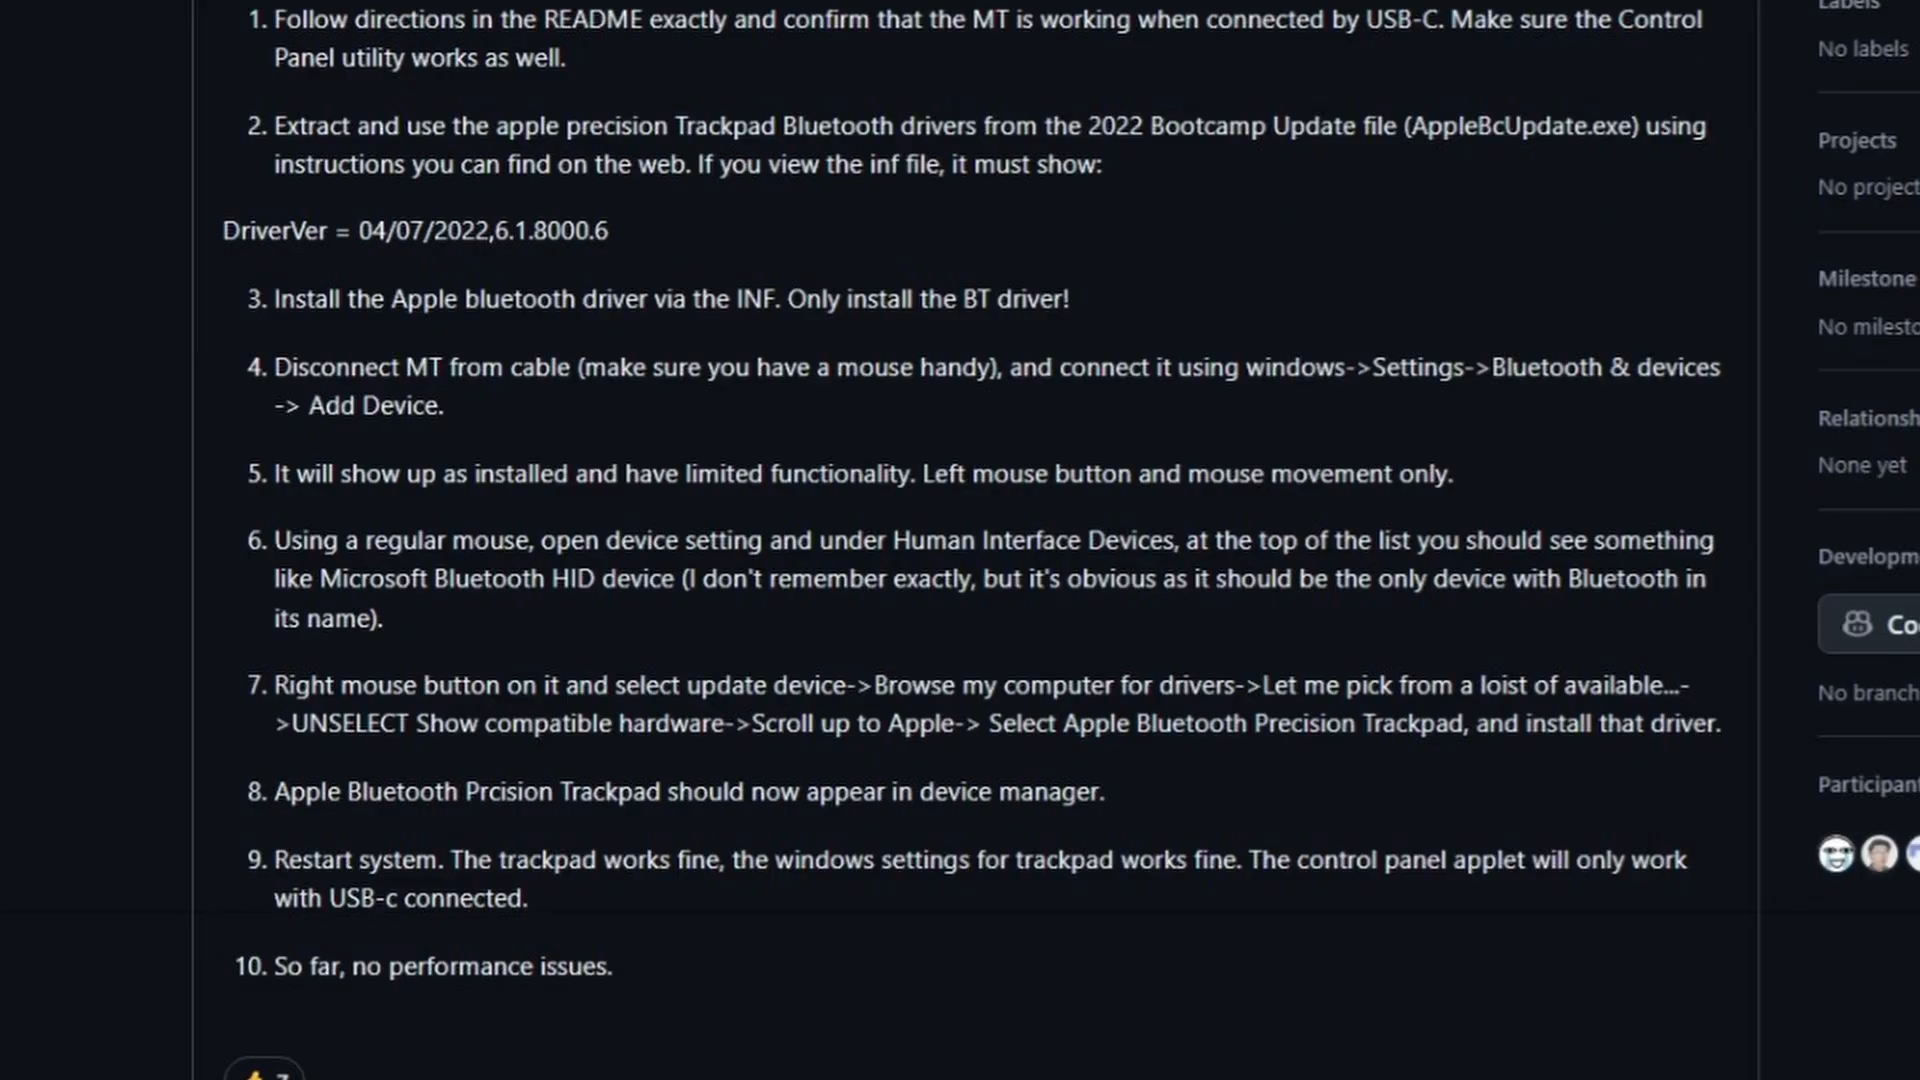 1. Follow directions in the README exactly and confirm that the MT is working when connected by USB-C. Make sure the Control
Panel utility works as well.
2. Extract and use the apple precision Trackpad Bluetooth drivers from the 2022 Bootcamp Update file (AppleBcUpdate.exe) using
instructions you can find on the web. If you view the inf file, it must show:
DriverVer = 04/07/2022,6.1.8000.6
3. Install the Apple bluetooth driver via the INF. Only install the BT driver!
4. Disconnect MT from cable (make sure you have a mouse handy), and connect it using windows->Settings->Bluetooth & devices
-> Add Device.
5. It will show up as installed and have limited functionality. Left mouse button and mouse movement only.
6. Using a regular mouse, open device setting and under Human Interface Devices, at the top of the list you should see something
like Microsoft Bluetooth HID device (I don't remember exactly, but it's obvious as it should be the only device with Bluetooth in
its name).
7. Right mouse button on it and select update device->Browse my computer for drivers->Let me pick from a loist of available...-
>UNSELECT Show compatible hardware->Scroll up to Apple-> Select Apple Bluetooth Precision Trackpad, and install that driver.
8. Apple Bluetooth Prcision Trackpad should now appear in device manager.
9. Restart system. The trackpad works fine, the windows settings for trackpad works fine. The control panel applet will only work
with USB-c connected.
10. So far, no performance issues.
Labels
No labels
Projects
No project
Milestone
No milesto
Relationsh
None yet
Developm
Co
No branch
Participant